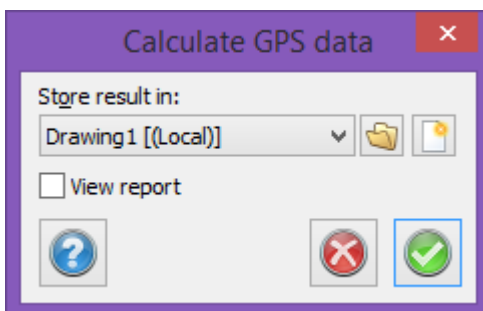 Calculate GPS data
Store result in:
Drawing1 [(Local)]
View report